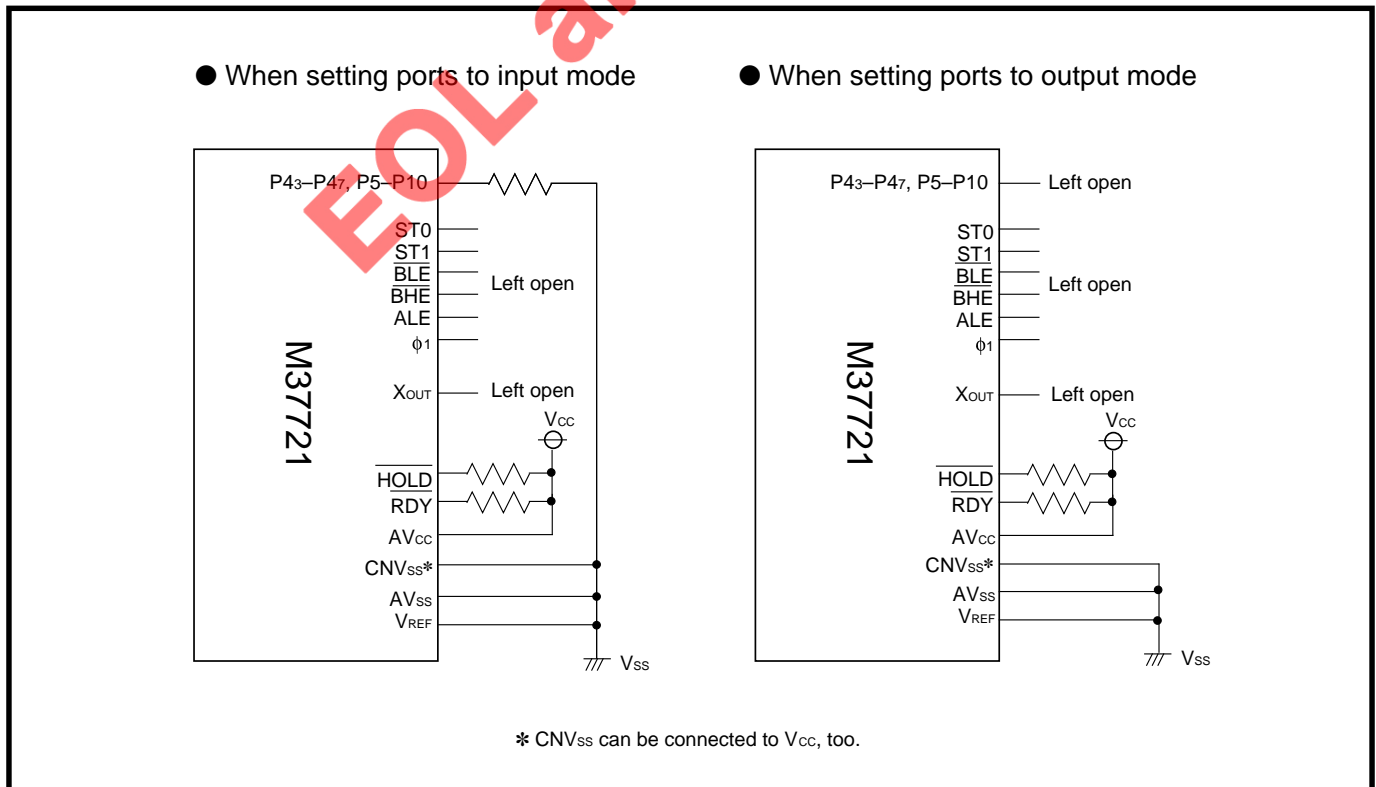 EOL a
● When setting ports to input mode
P43–P47, P5–P10
ST0
ST1
BLE
BHE
ALE
ϕ1
Left open
M37721
XOUT
Left open
VCC
HOLD
RDY
AVCC
CNVSS*
AVSS
VREF
VSS
● When setting ports to output mode
P43–P47, P5–P10
Left open
ST0
ST1
BLE
BHE
ALE
ϕ1
Left open
M37721
XOUT
Left open
VCC
HOLD
RDY
AVCC
CNVSS*
AVSS
VREF
VSS
* CNVSS can be connected to VCC, too.